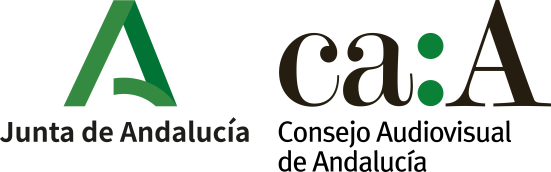 Junta de Andalucía
ca:A
Consejo Audiovisual
de Andalucía